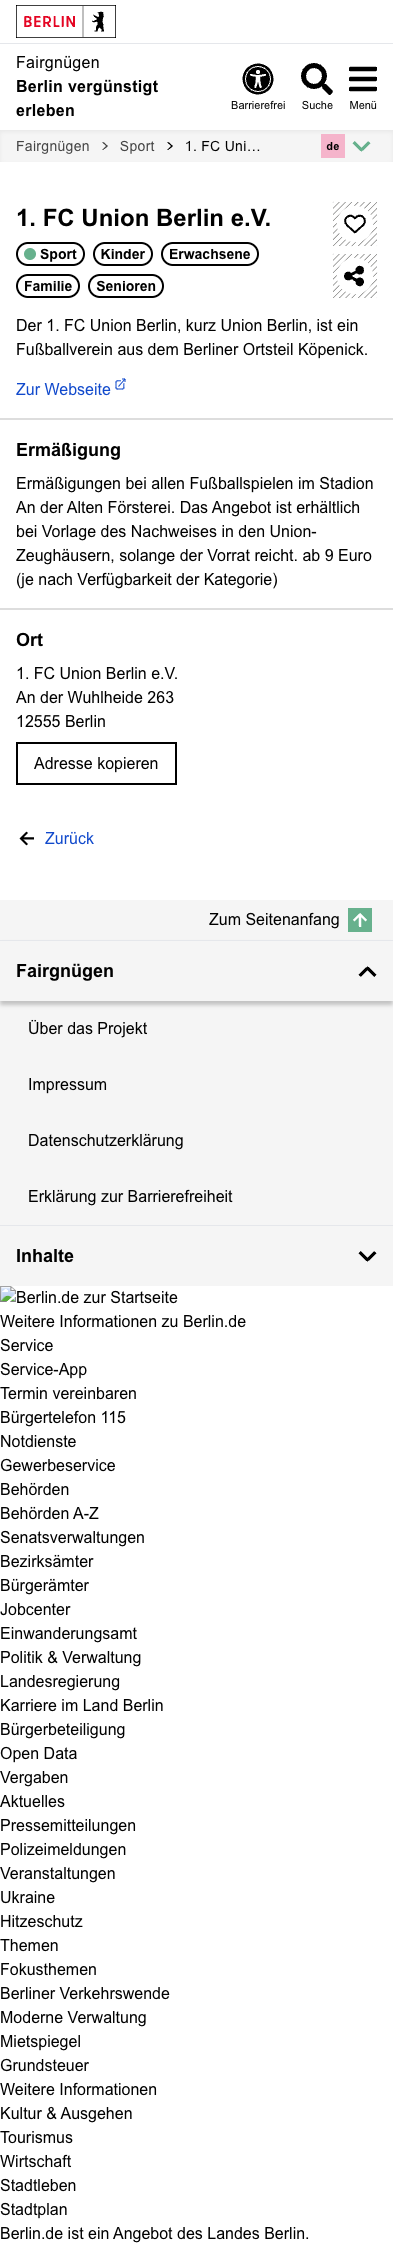 BERLIN
Fairgnügen
Berlin vergünstigt
erleben
Barrierefrei
Suche
Menü
Fairgnügen > Sport > 1. FC Uni...
de
1. FC Union Berlin e.V.
Sport Kinder Erwachsene
Familie Senioren
Der 1. FC Union Berlin, kurz Union Berlin, ist ein
Fußballverein aus dem Berliner Ortsteil Köpenick.
Zur Webseite
Ermäßigung
Ermäßigungen bei allen Fußballspielen im Stadion
An der Alten Försterei. Das Angebot ist erhältlich
bei Vorlage des Nachweises in den Union-
Zeughäusern, solange der Vorrat reicht. ab 9 Euro
(je nach Verfügbarkeit der Kategorie)
Ort
1. FC Union Berlin e.V.
An der Wuhlheide 263
12555 Berlin
Adresse kopieren
Zurück
Zum Seitenanfang
Fairgnügen
Über das Projekt
Impressum
Datenschutzerklärung
Erklärung zur Barrierefreiheit
Inhalte
Berlin.de zur Startseite
Weitere Informationen zu Berlin.de
Service
Service-App
Termin vereinbaren
Bürgertelefon 115
Notdienste
Gewerbeservice
Behörden
Behörden A-Z
Senatsverwaltungen
Bezirksämter
Bürgerämter
Jobcenter
Einwanderungsamt
Politik & Verwaltung
Landesregierung
Karriere im Land Berlin
Bürgerbeteiligung
Open Data
Vergaben
Aktuelles
Pressemitteilungen
Polizeimeldungen
Veranstaltungen
Ukraine
Hitzeschutz
Themen
Fokusthemen
Berliner Verkehrswende
Moderne Verwaltung
Mietspiegel
Grundsteuer
Weitere Informationen
Kultur & Ausgehen
Tourismus
Wirtschaft
Stadtleben
Stadtplan
Berlin.de ist ein Angebot des Landes Berlin.